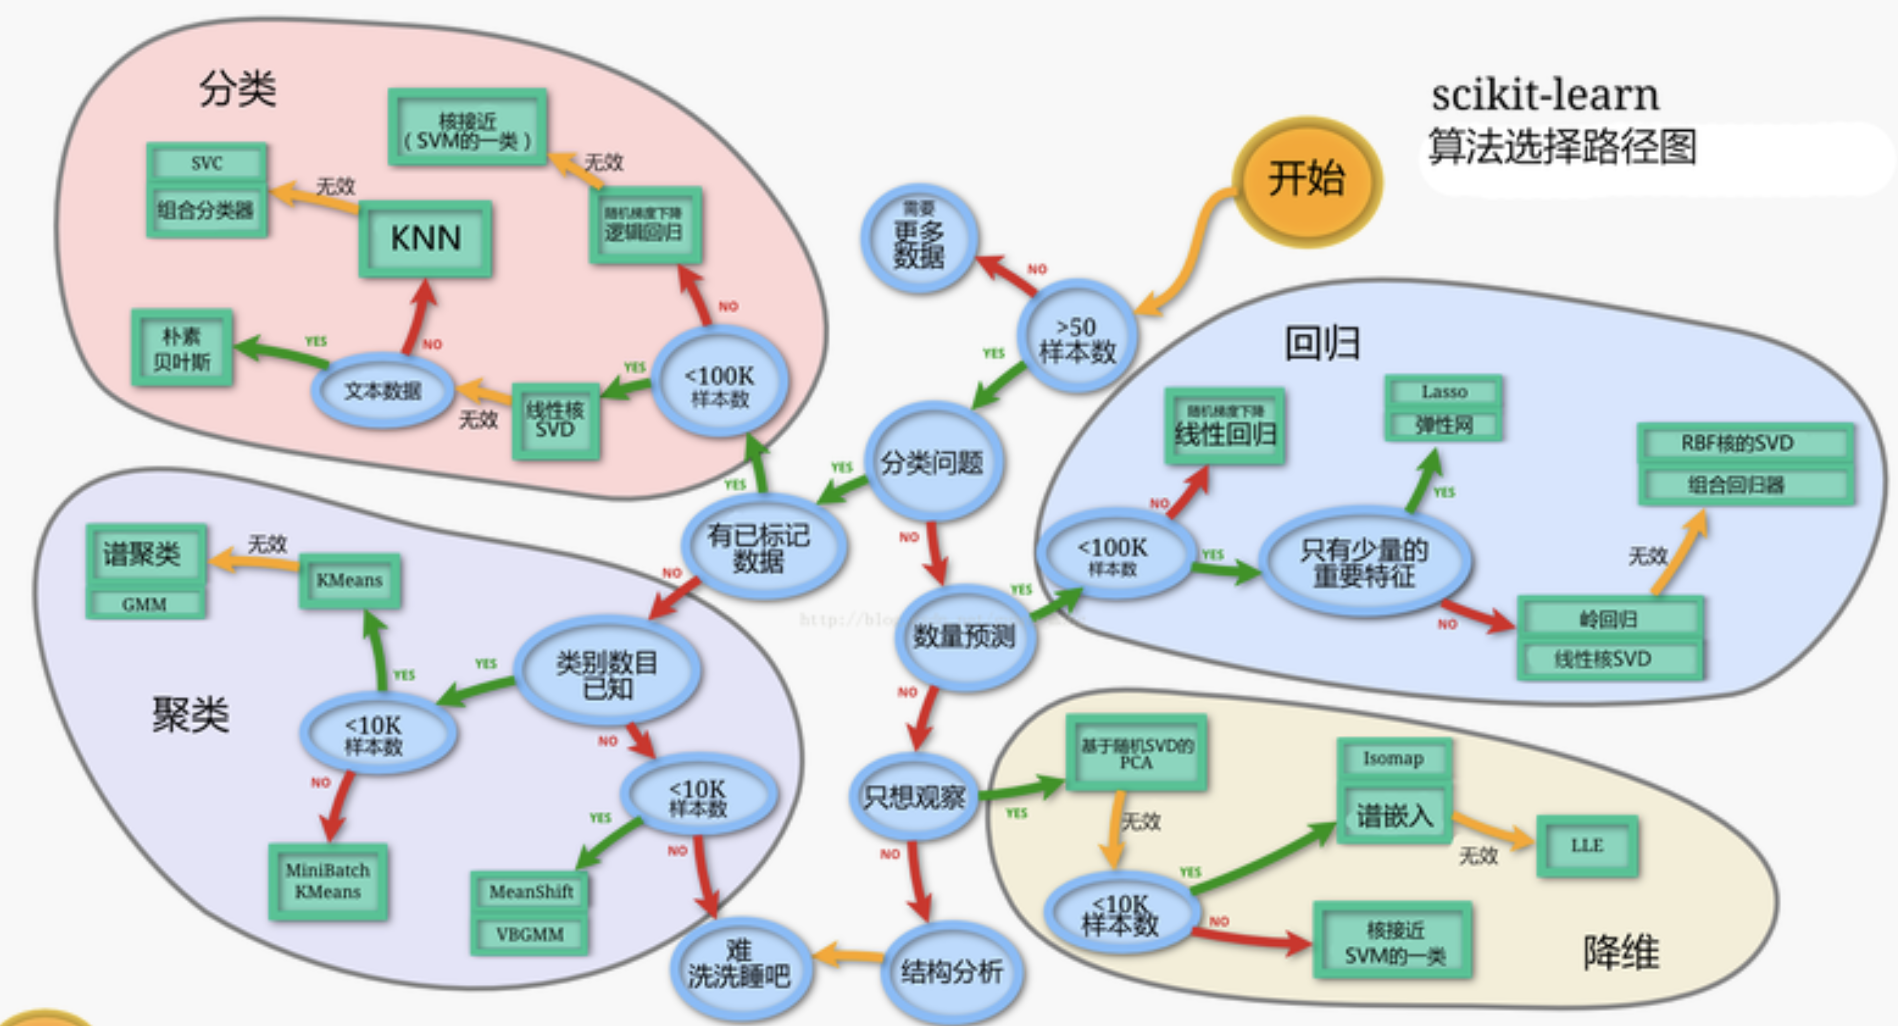 scikit-learn
算法选择路径图
开始
>50
样本数
NO
需要
更多
数据
YES
分类问题
YES
NO
有已标记
数据
YES
NO
分类
<100K
样本数
NO
随机梯度下降
逻辑回归
无效
核接近
（SVM的一类）
YES
线性核
SVD
无效
文本数据
YES
朴素
贝叶斯
NO
KNN
无效
SVC
组合分类器
聚类
类别数目
已知
YES
<10K
样本数
YES
KMeans
无效
谱聚类
GMM
NO
MiniBatch
KMeans
NO
<10K
样本数
YES
MeanShift
VBGMM
NO
难
洗洗睡吧
数量预测
YES
NO
回归
<100K
样本数
NO
随机梯度下降
线性回归
YES
只有少量的
重要特征
YES
Lasso
弹性网
NO
岭回归
线性核SVD
无效
RBF核的SVD
组合回归器
只想观察
YES
NO
结构分析
降维
基于随机SVD的
PCA
无效
<10K
样本数
YES
Isomap
谱嵌入
无效
LLE
NO
核接近
SVM的一类